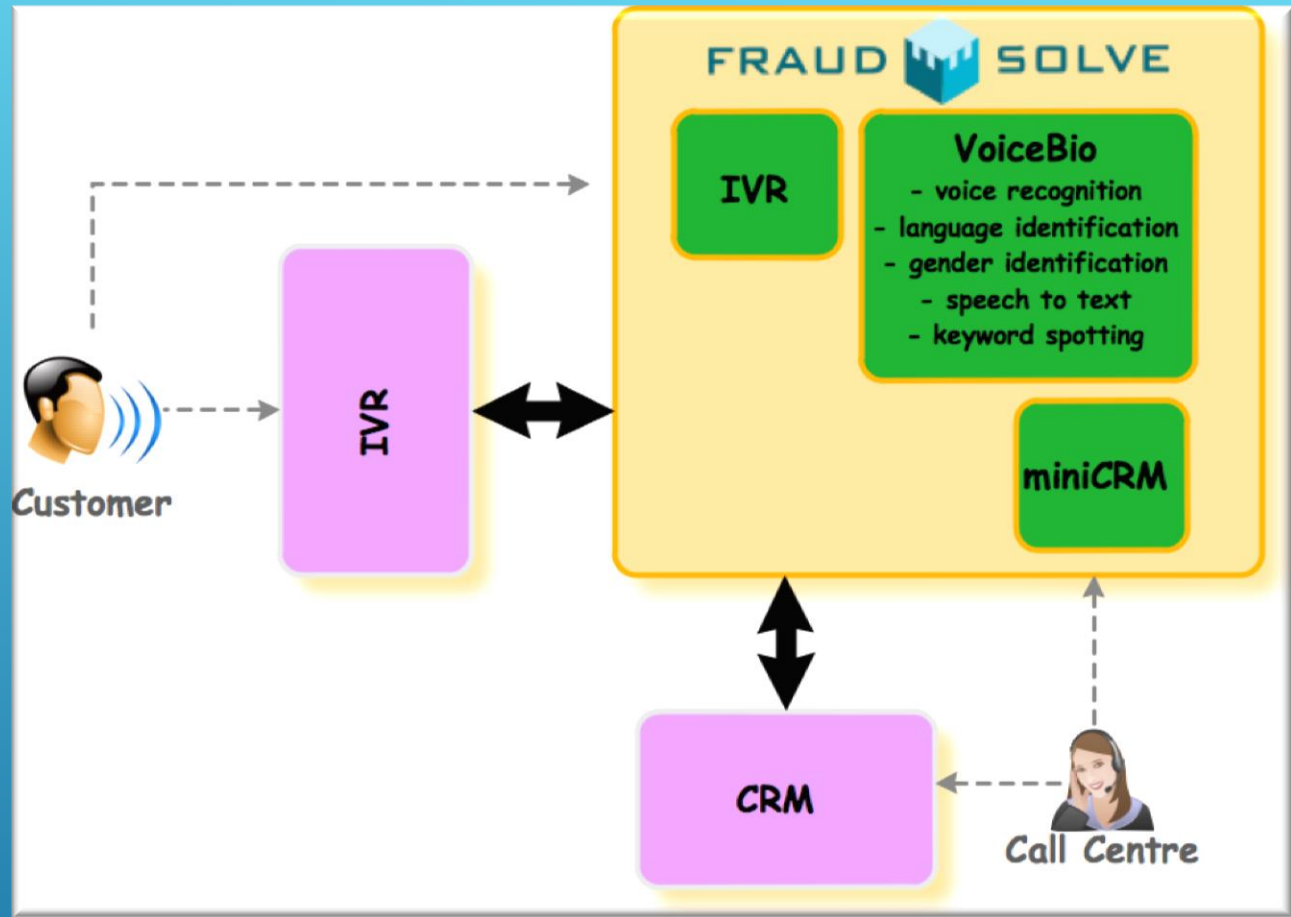 FRAUD SOLVE
IVR
VoiceBio
- voice recognition
- language identification
- gender identification
- speech to text
- keyword spotting
IVR
miniCRM
Customer
CRM
Call Centre